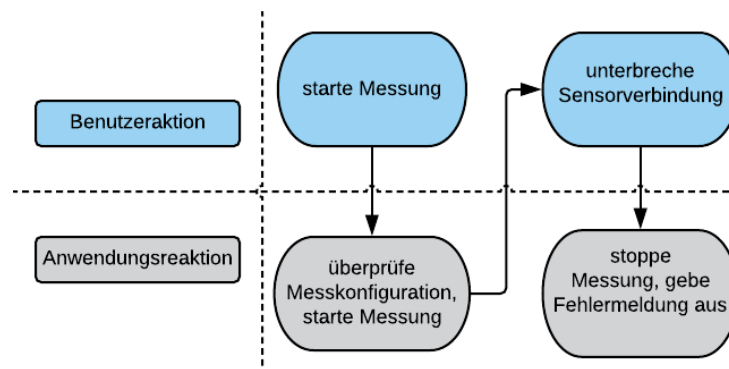 Benutzeraktion
starte Messung
unterbreche
Sensorverbindung
Anwendungsreaktion
überprüfe
Messkonfiguration,
starte Messung
stoppe
Messung, gebe
Fehlermeldung aus